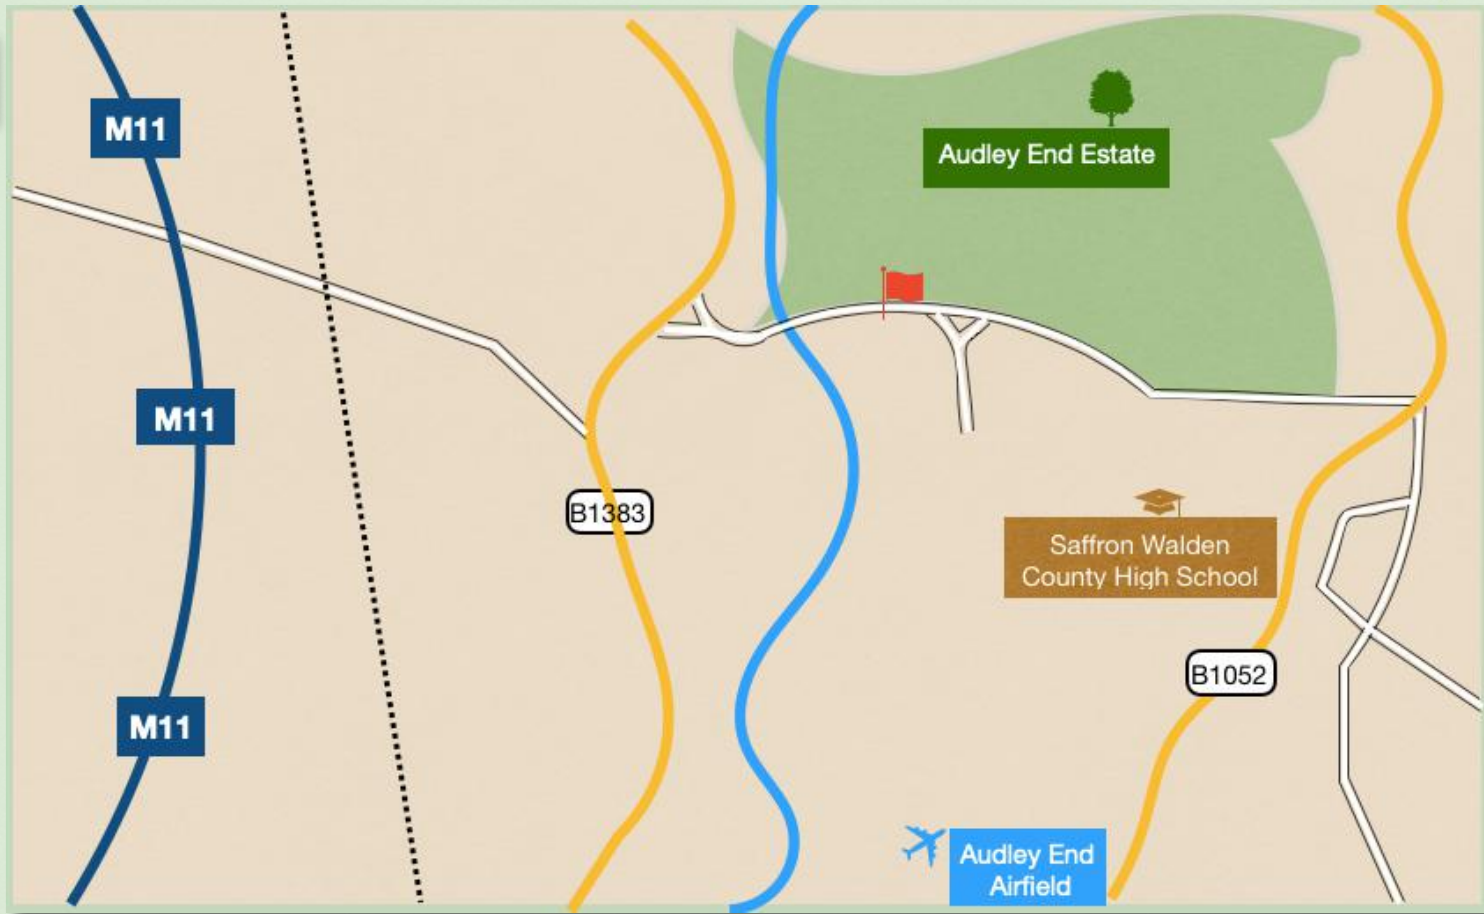 M11
Audley End Estate
M11
B1383
Saffron Walden
County High School
B1052
M11
Audley End
Airfield